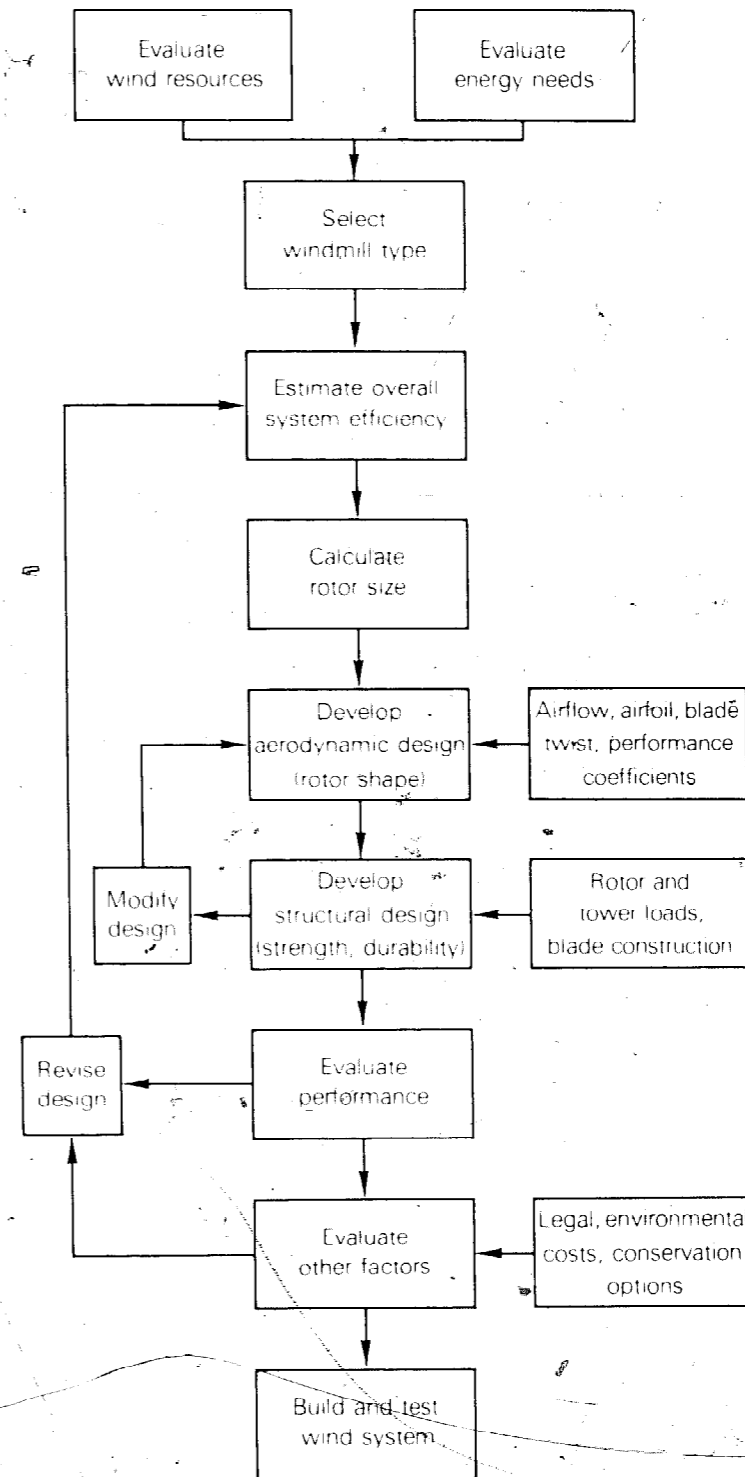 Evaluate
wind resources
Evaluate
energy needs
Select
windmill type
Estimate overall
system efficiency
Calculate
rotor size
Develop
aerodynamic design
(rotor shape)
Airflow, airfoil, blade
twist, performance
coefficients
Modify
design
Develop
structural design
(strength, durability)
Rotor and
tower loads,
blade construction
Revise
design
Evaluate
performance
Evaluate
other factors
Legal, environmenta
costs, conservation
options
Build and test
wind system